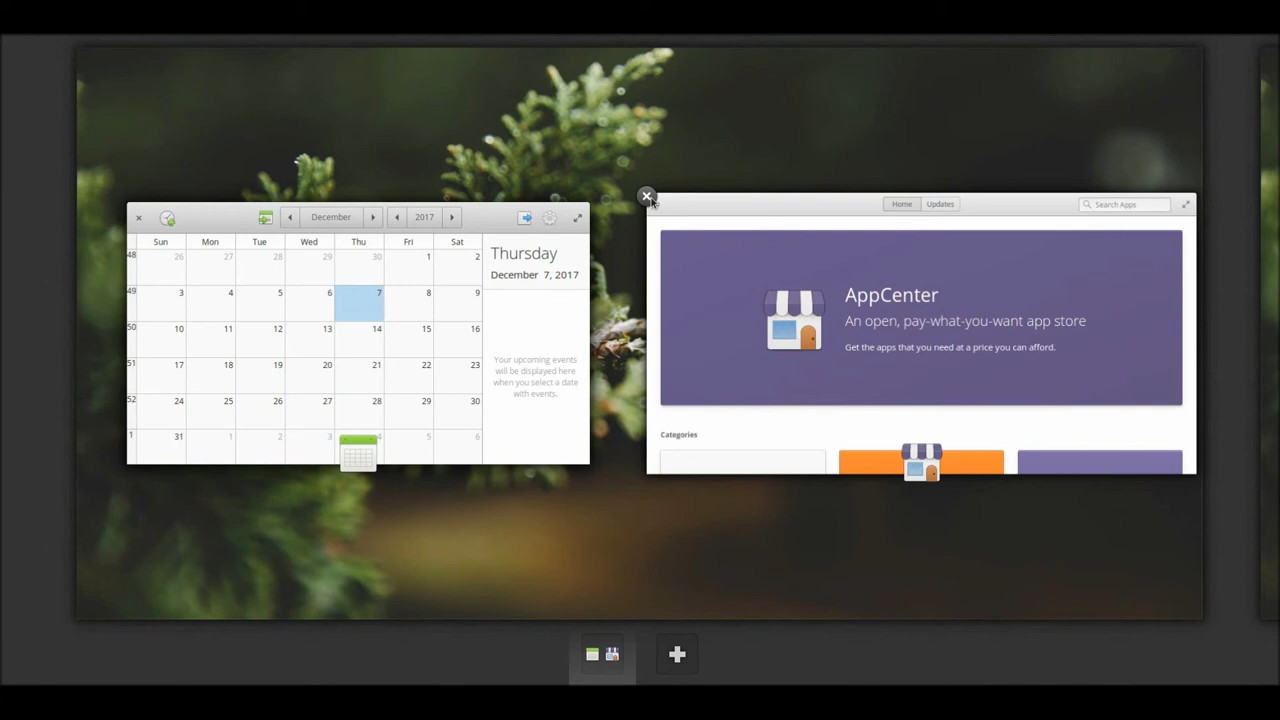 December
2017
Sun Mon Tue Wed Thu Fri Sat
48 26 27 28 29 30 1 2
49 3 4 5 6 7 8 9
50 10 11 12 13 14 15 16
51 17 18 19 20 21 22 23
52 24 25 26 27 28 29 30
1 31 1 2 3 4 5 6
Thursday
December 7, 2017
Your upcoming events
will be displayed here
when you select a date
with events.
Home Updates
Search Apps
AppCenter
An open, pay-what-you-want app store
Get the apps that you need at a price you can afford.
Categories